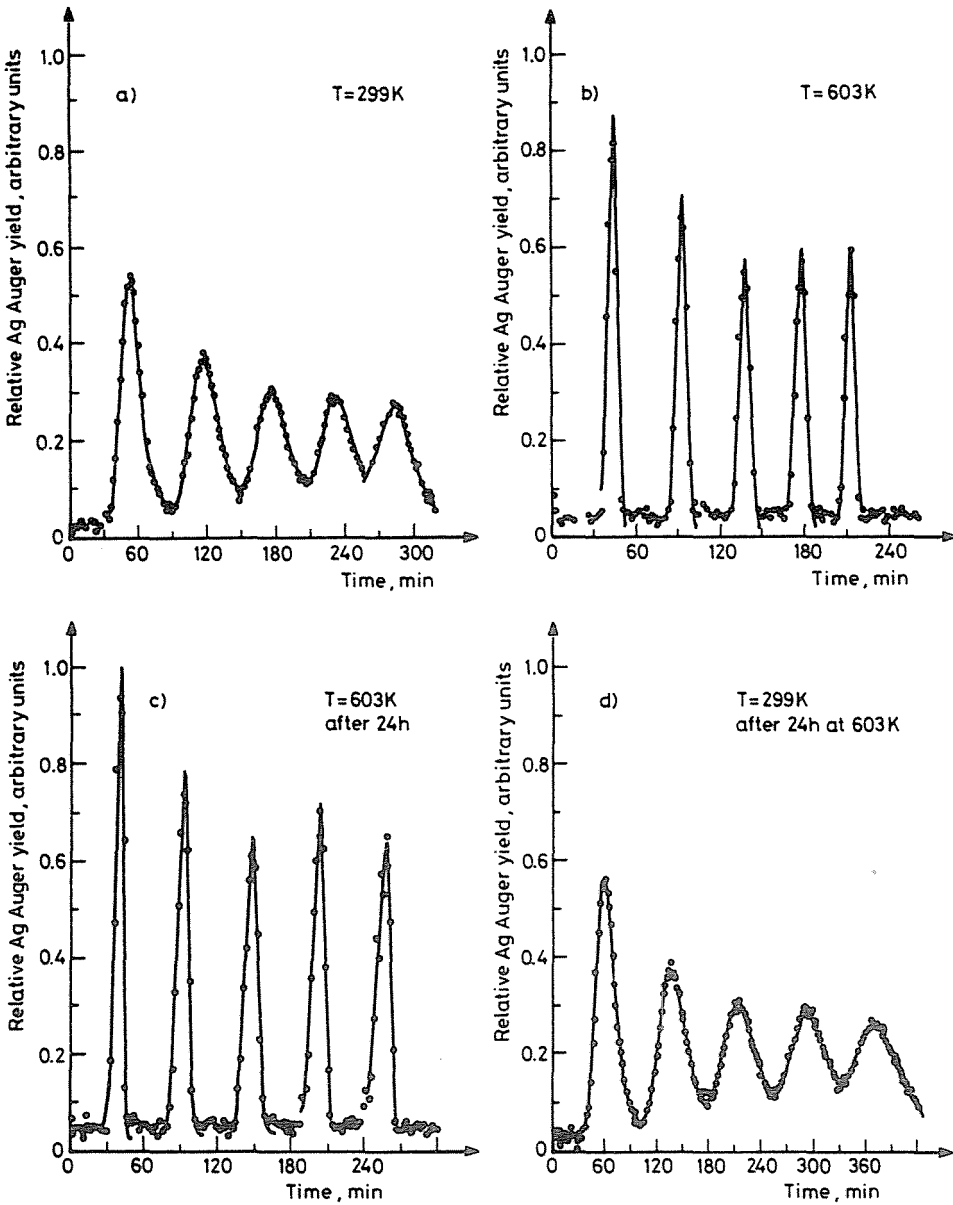 Relative Ag Auger yield, arbitrary units
1.0
0.8
0.6
0.4
0.2
0
a)
T=299K
0 60 120 180 240 300
Time, min
Relative Ag Auger yield, arbitrary units
1.0
0.8
0.6
0.4
0.2
0
b)
T=603K
0 60 120 180 240
Time, min
Relative Ag Auger yield, arbitrary units
1.0
0.8
0.6
0.4
0.2
0
c)
T=603K
after 24h
0 60 120 180 240
Time, min
Relative Ag Auger yield, arbitrary units
1.0
0.8
0.6
0.4
0.2
0
d)
T=299K
after 24h at 603K
0 60 120 180 240 300 360
Time, min